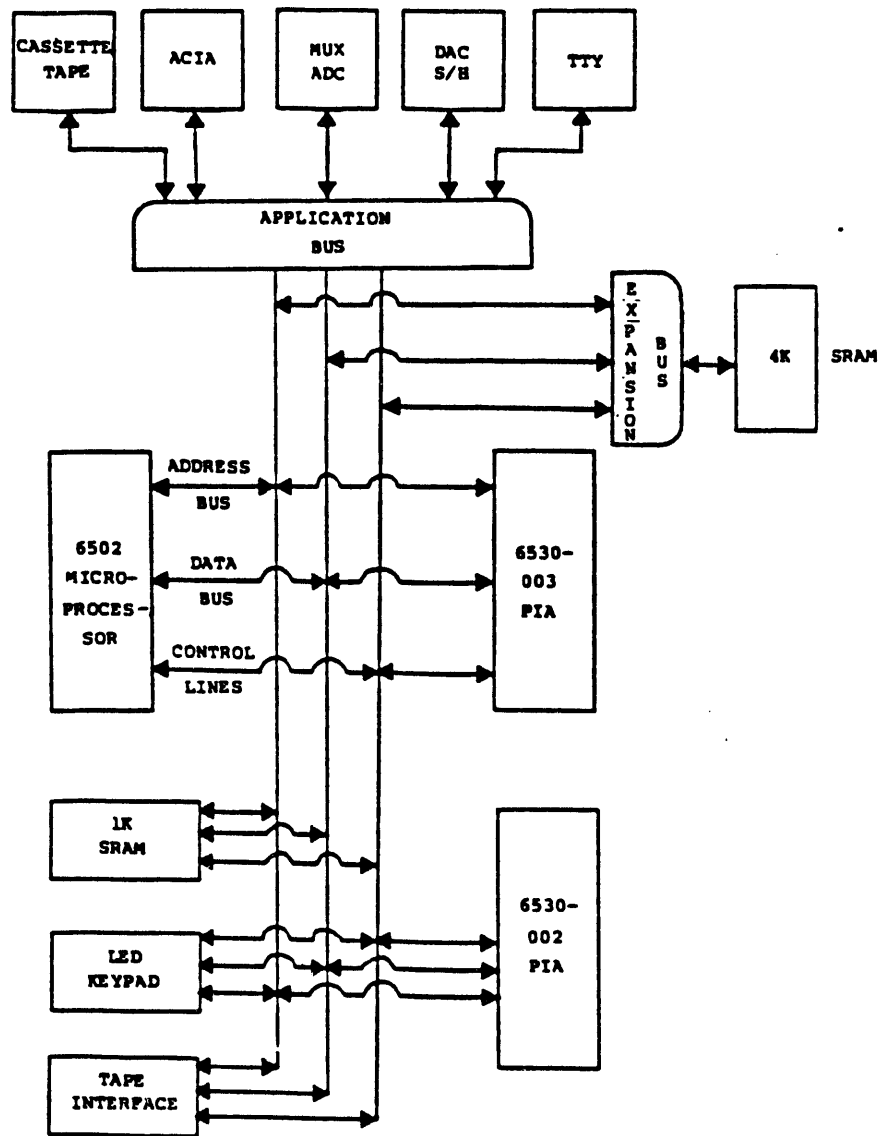 CASSETTE
TAPE
ACIA
MUX
ADC
DAC
S/H
TTY
APPLICATION
BUS
EXPANSION
BUS
4K
SRAM
ADDRESS
BUS
6502
MICRO-
PROCES-
SOR
DATA
BUS
CONTROL
LINES
6530-
003
PIA
1K
SRAM
6530-
002
PIA
LED
KEYPAD
TAPE
INTERFACE